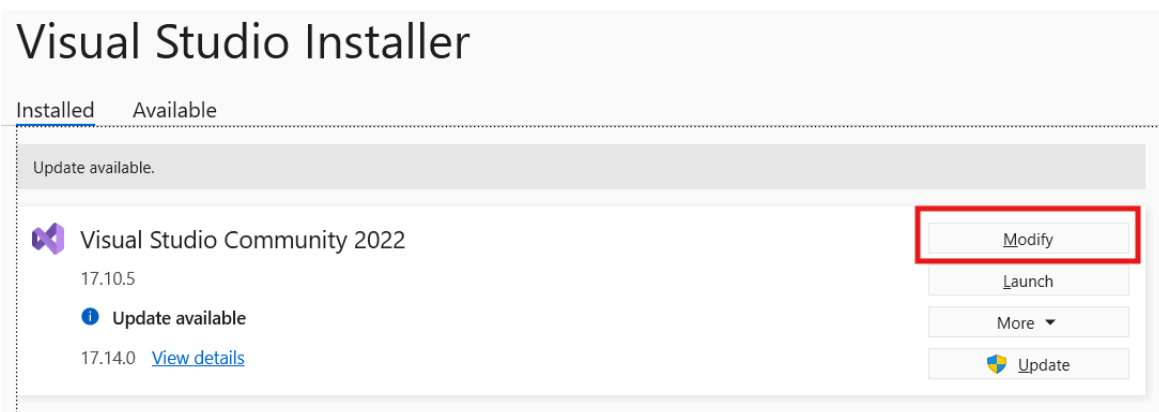 Visual Studio Installer
Installed Available
Update available.
Visual Studio Community 2022
Modify
17.10.5
Launch
Update available
More
17.14.0 View details
Update